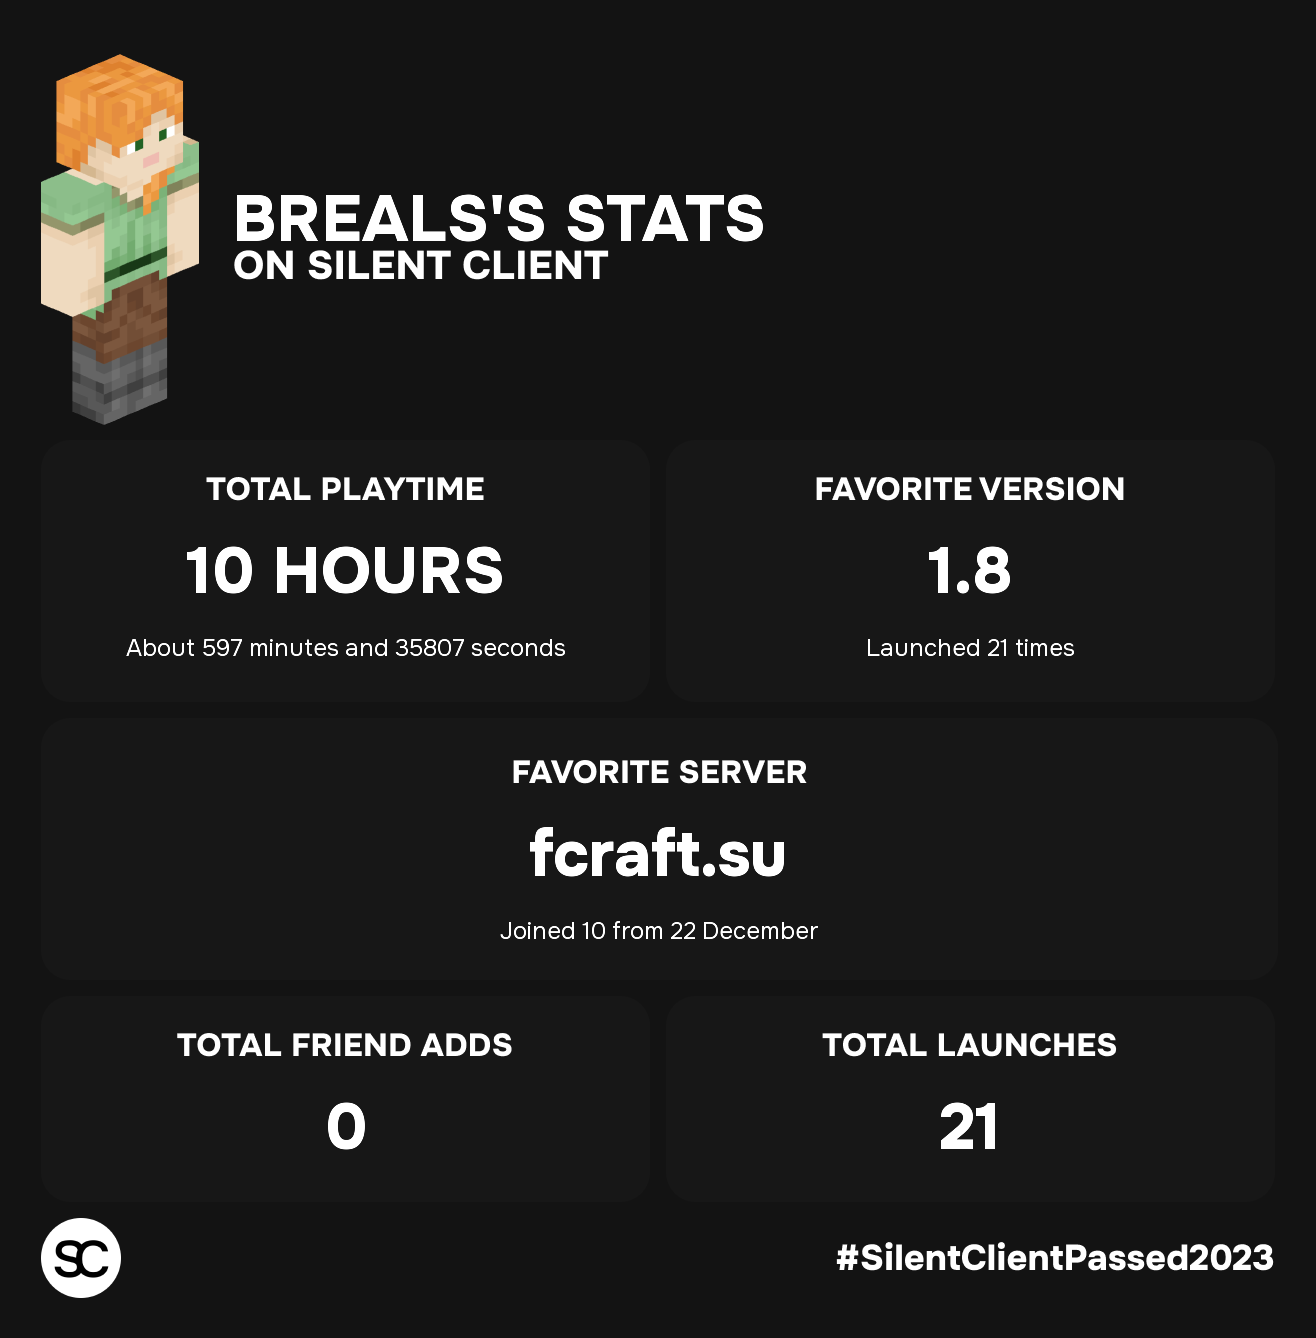 BREALS'S STATS
ON SILENT CLIENT
TOTAL PLAYTIME
10 HOURS
About 597 minutes and 35807 seconds
FAVORITE VERSION
1.8
Launched 21 times
FAVORITE SERVER
fcraft.su
Joined 10 from 22 December
TOTAL FRIEND ADDS
0
TOTAL LAUNCHES
21
SC
#SilentClientPassed2023